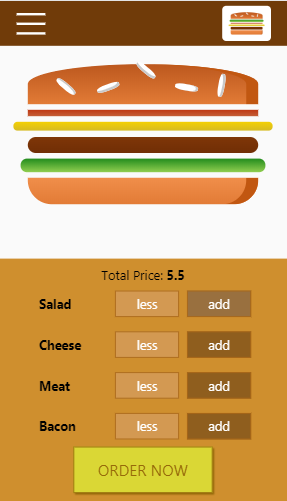 Total Price: 5.5
Salad less add
Cheese less add
Meat less add
Bacon less add
ORDER NOW